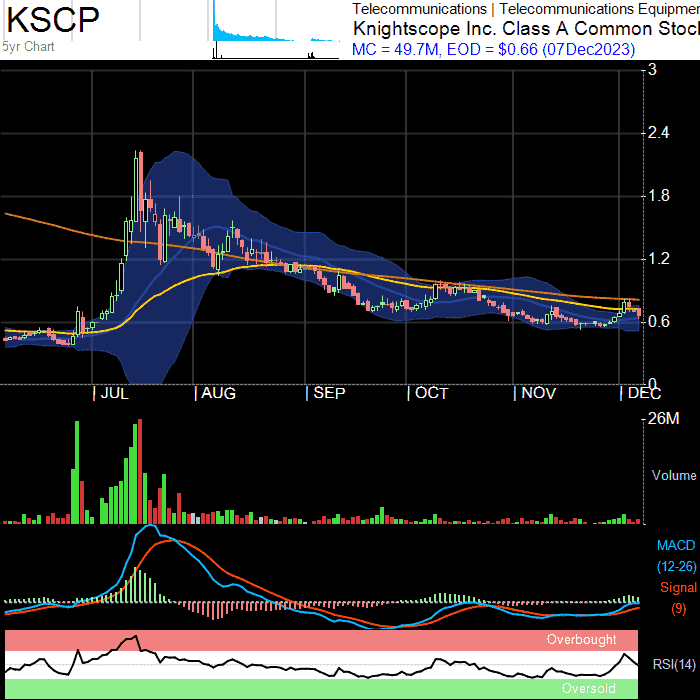 KSCP
5yr Chart
Telecommunications | Telecommunications Equipmen
Knightscope Inc. Class A Common Stoc
MC = 49.7M, EOD = $0.66 (07Dec2023)
3
2.4
1.8
1.2
0.6
0
JUL AUG SEP OCT NOV DEC
26M
Volume
MACD
(12-26)
Signal
(9)
Overbought
RSI(14)
Oversold